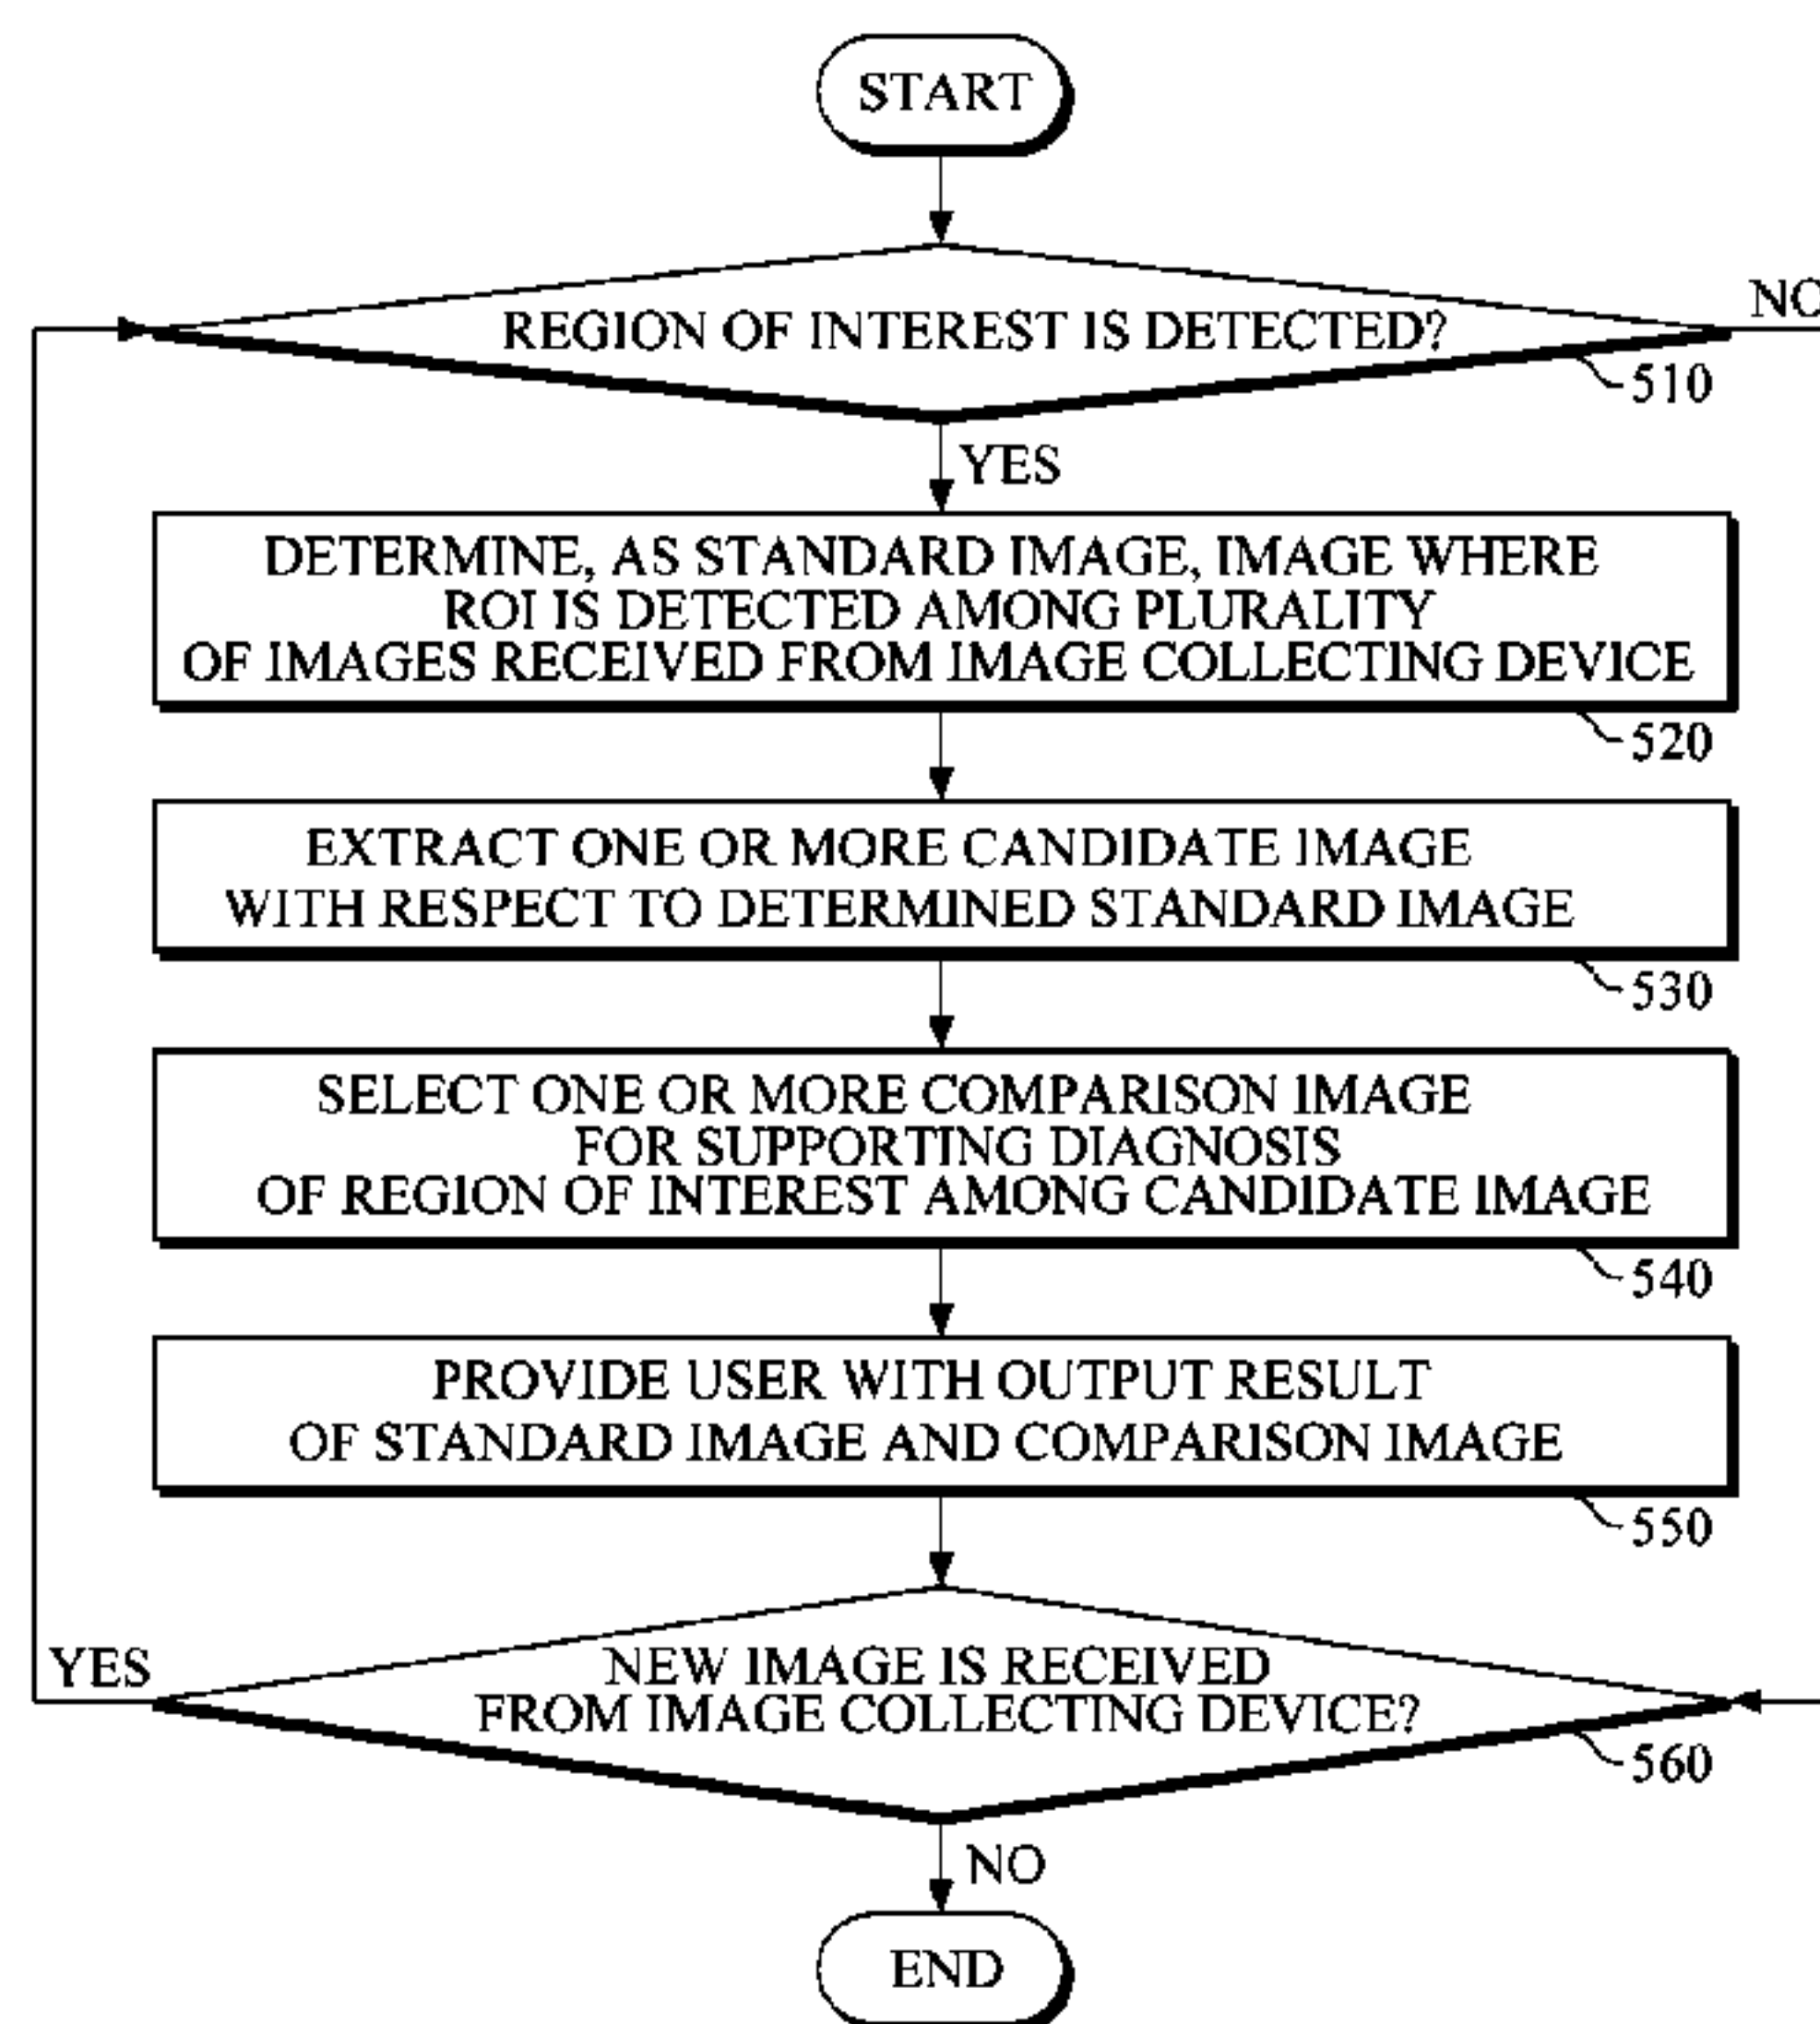 START
REGION OF INTEREST IS DETECTED?
NO
510
YES
DETERMINE, AS STANDARD IMAGE, IMAGE WHERE
ROI IS DETECTED AMONG PLURALITY
OF IMAGES RECEIVED FROM IMAGE COLLECTING DEVICE
520
EXTRACT ONE OR MORE CANDIDATE IMAGE
WITH RESPECT TO DETERMINED STANDARD IMAGE
530
SELECT ONE OR MORE COMPARISON IMAGE
FOR SUPPORTING DIAGNOSIS
OF REGION OF INTEREST AMONG CANDIDATE IMAGE
540
PROVIDE USER WITH OUTPUT RESULT
OF STANDARD IMAGE AND COMPARISON IMAGE
550
YES
NEW IMAGE IS RECEIVED
FROM IMAGE COLLECTING DEVICE?
560
NO
END